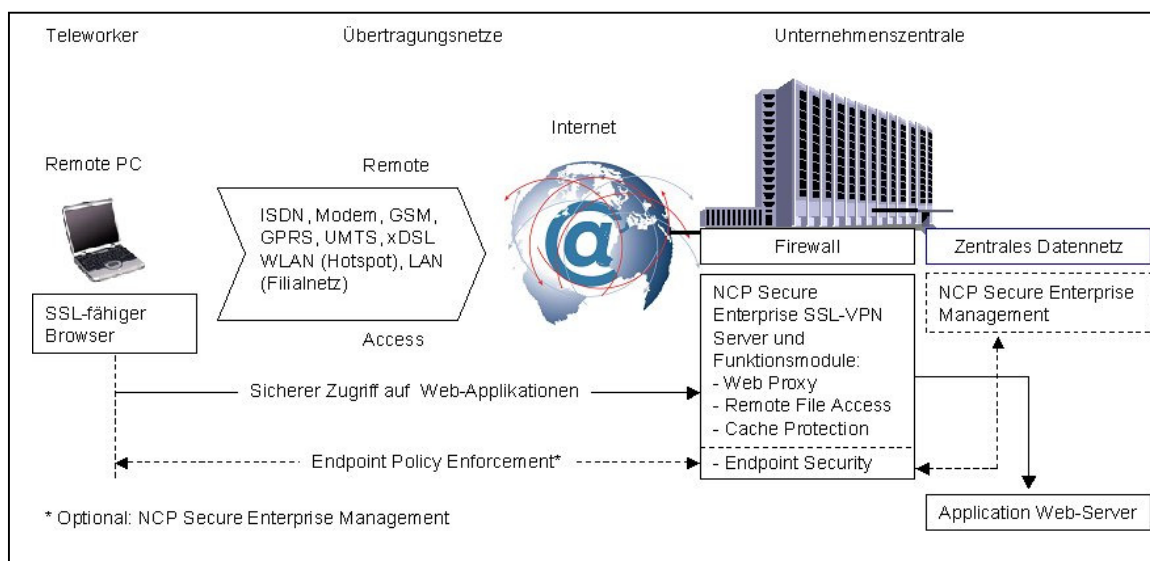 Teleworker
Übertragungsnetze
Unternehmenszentrale
Internet
Remote PC
Remote
ISDN, Modem, GSM,
GPRS, UMTS, xDSL
WLAN (Hotspot), LAN
(Filialnetz)
@
Firewall
Zentrales Datennetz
SSL-fähiger
Browser
Access
NCP Secure
Enterprise SSL-VPN
Server und
Funktionsmodule:
- Web Proxy
- Remote File Access
- Cache Protection
- Endpoint Security
NCP Secure Enterprise
Management
Sicherer Zugriff auf Web-Applikationen
Endpoint Policy Enforcement*
Application Web-Server
* Optional: NCP Secure Enterprise Management